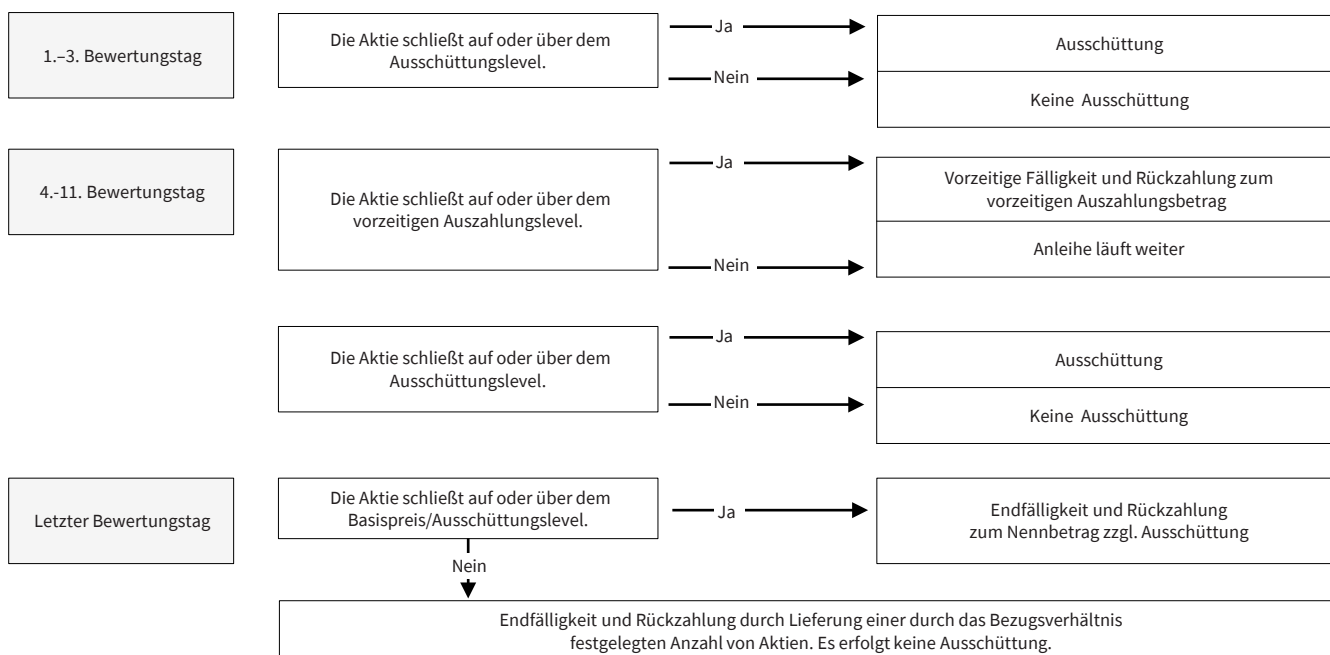 1.–3. Bewertungstag
Die Aktie schließt auf oder über dem
Ausschüttungslevel.
Ja
Ausschüttung
Nein
Keine Ausschüttung
4.-11. Bewertungstag
Die Aktie schließt auf oder über dem
vorzeitigen Auszahlungslevel.
Ja
Vorzeitige Fälligkeit und Rückzahlung zum
vorzeitigen Auszahlungsbetrag
Nein
Anleihe läuft weiter
Die Aktie schließt auf oder über dem
Ausschüttungslevel.
Ja
Ausschüttung
Nein
Keine Ausschüttung
Letzter Bewertungstag
Die Aktie schließt auf oder über dem
Basispreis/Ausschüttungslevel.
Ja
Endfälligkeit und Rückzahlung
zum Nennbetrag zzgl. Ausschüttung
Nein
Endfälligkeit und Rückzahlung durch Lieferung einer durch das Bezugsverhältnis
festgelegten Anzahl von Aktien. Es erfolgt keine Ausschüttung.